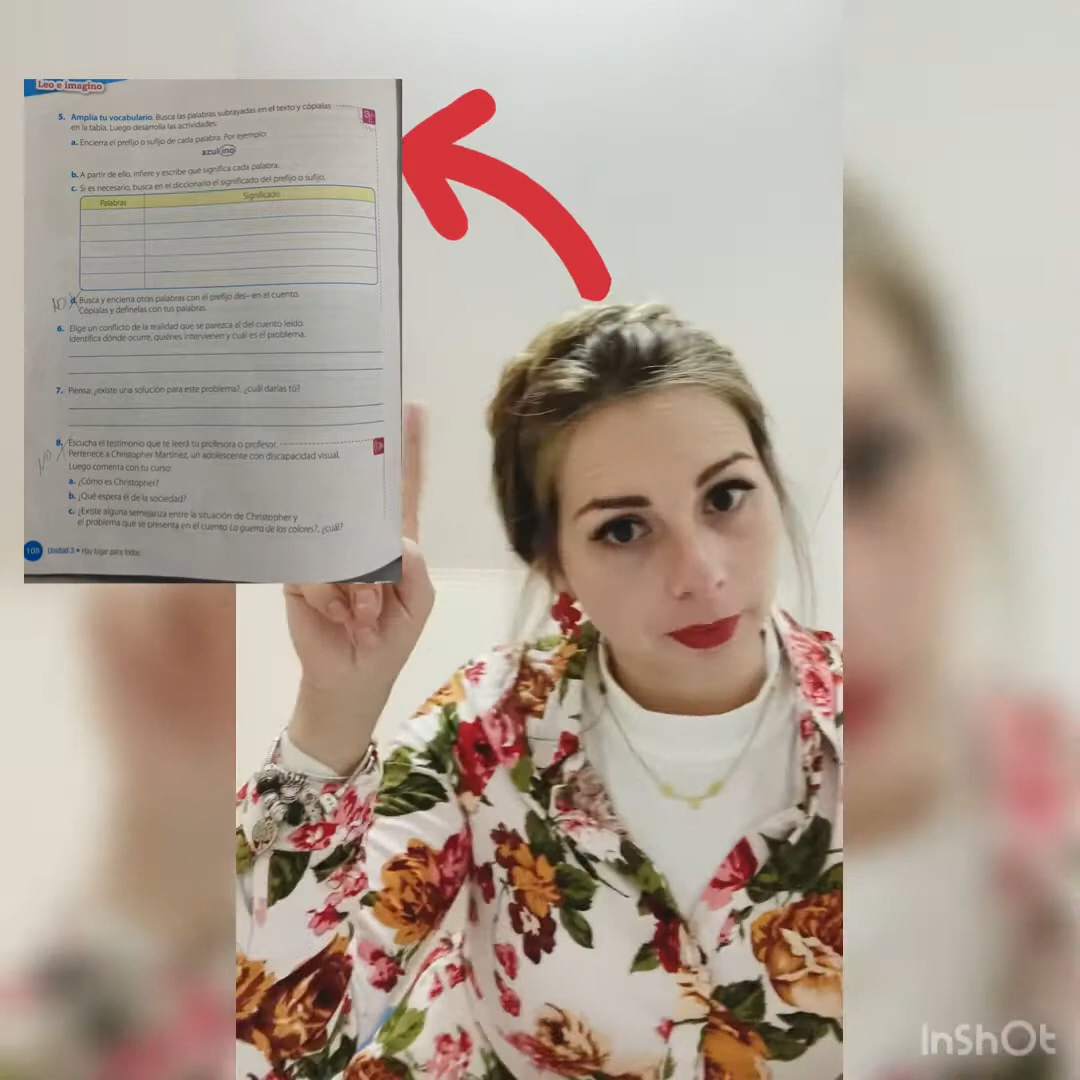 Leo e imagino
5. Amplía tu vocabulario. Busca las palabras subrayadas en el texto y cópialas
en la tabla. Luego desarrolla las actividades:
a. Encierra el prefijo o sufijo de cada palabra. Por ejemplo:
azulino
b. A partir de ello, infiere y escribe qué significa cada palabra.
c. Si es necesario, busca en el diccionario el significado del prefijo o sufijo.
Palabras Significado
NO X d. Busca y encierra otras palabras con el prefijo des– en el cuento.
Cópialas y defínelas con tus palabras.
6. Elige un conflicto de la realidad que se parezca al del cuento leído.
Identifica dónde ocurre, quiénes intervienen y cuál es el problema.
7. Piensa: ¿existe una solución para este problema?, ¿cuál darías tú?
NO X 8. Escucha el testimonio que te leerá tu profesora o profesor.
Pertenece a Christopher Martínez, un adolescente con discapacidad visual.
Luego comenta con tu curso:
a. ¿Cómo es Christopher?
b. ¿Qué espera él de la sociedad?
c. ¿Existe alguna semejanza entre la situación de Christopher y
el problema que se presenta en el cuento La guerra de los colores?, ¿cuál?
108 Unidad 3 • Hay lugar para todos
InShOt